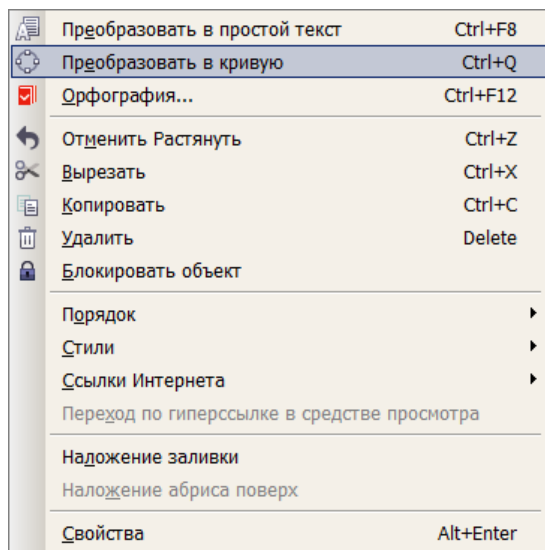 Преобразовать в простой текст Ctrl+F8
Преобразовать в кривую Ctrl+Q
Орфография... Ctrl+F12
Отменить Растянуть Ctrl+Z
Вырезать Ctrl+X
Копировать Ctrl+C
Удалить Delete
Блокировать объект
Порядок
Стили
Ссылки Интернета
Переход по гиперссылке в средстве просмотра
Наложение заливки
Наложение абриса поверх
Свойства Alt+Enter